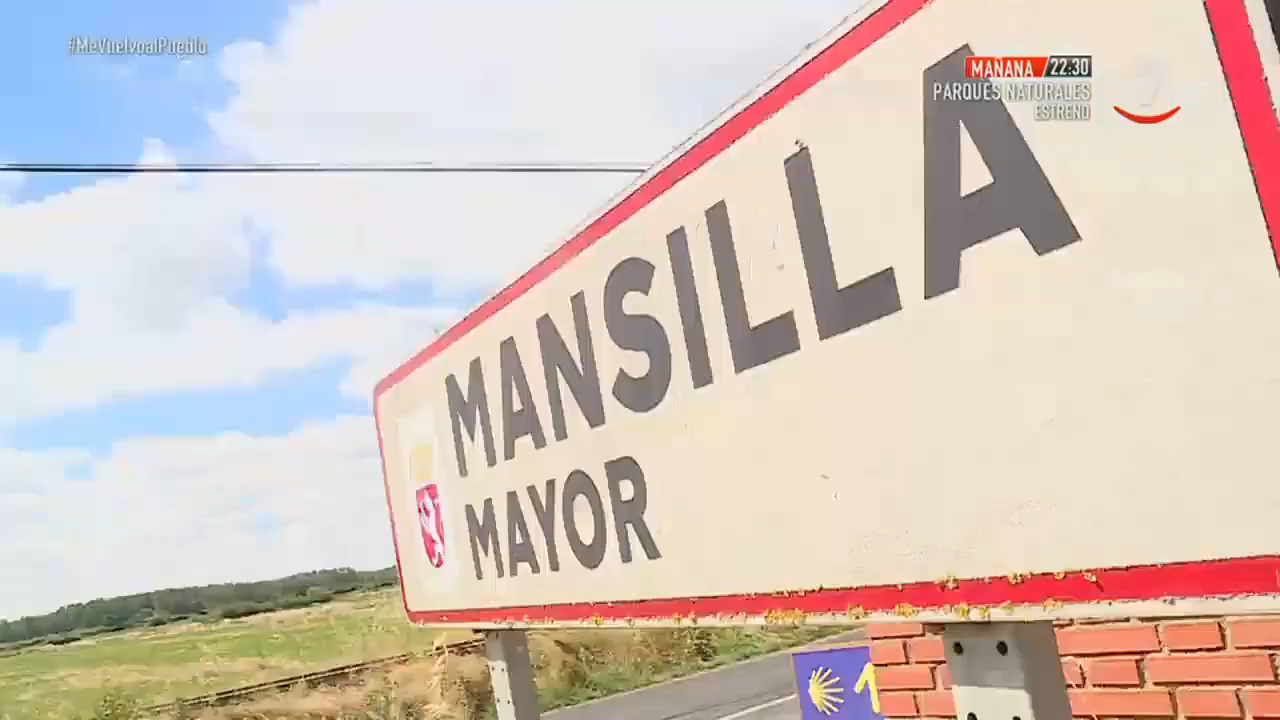 #MeVuelvoalPueblo
MAÑANA 22:30
PARQUES NATURALES
ESTRENO
MANSILLA
MAYOR